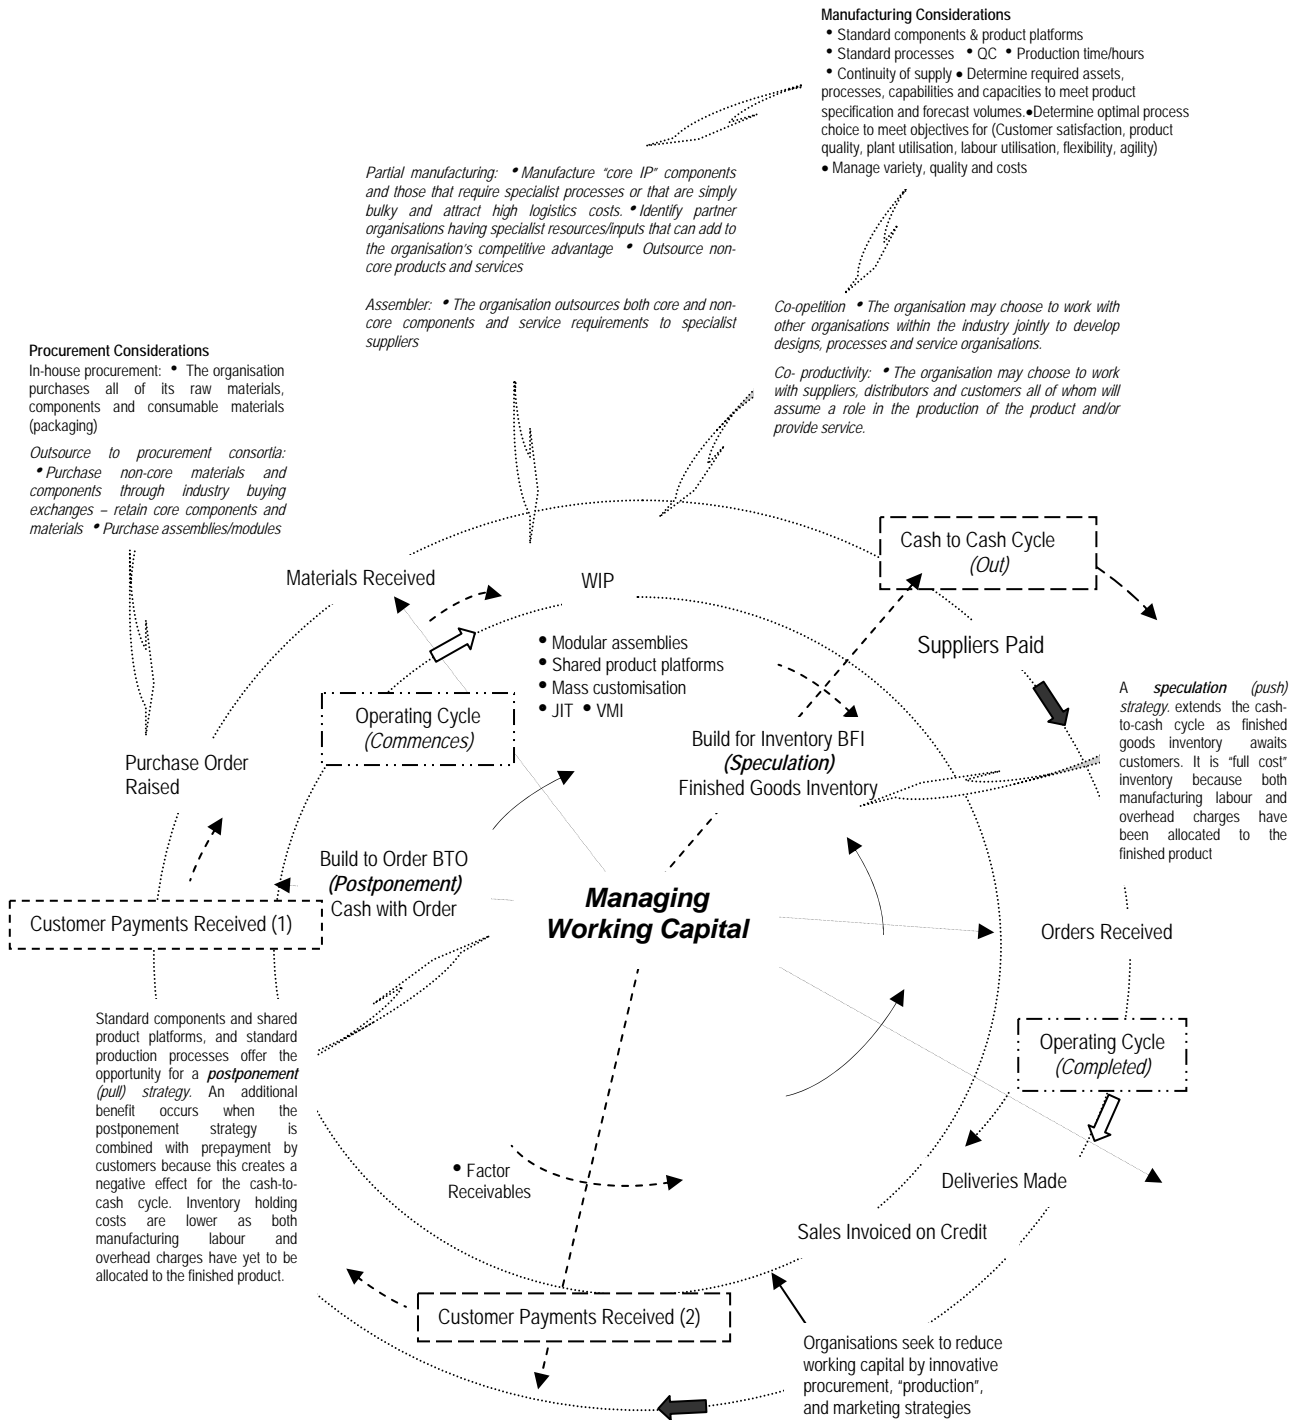 Manufacturing Considerations
• Standard components & product platforms
• Standard processes • QC • Production time/hours
• Continuity of supply • Determine required assets,
processes, capabilities and capacities to meet product
specification and forecast volumes.•Determine optimal process
choice to meet objectives for (Customer satisfaction, product
quality, plant utilisation, labour utilisation, flexibility, agility)
• Manage variety, quality and costs
Partial manufacturing: • Manufacture “core IP” components
and those that require specialist processes or that are simply
bulky and attract high logistics costs. • Identify partner
organisations having specialist resources/inputs that can add to
the organisation’s competitive advantage • Outsource non-
core products and services
Assembler: • The organisation outsources both core and non-
core components and service requirements to specialist
suppliers
Co-opetition • The organisation may choose to work with
other organisations within the industry jointly to develop
designs, processes and service organisations.
Co- productivity: • The organisation may choose to work
with suppliers, distributors and customers all of whom will
assume a role in the production of the product and/or
provide service.
Procurement Considerations
In-house procurement: • The organisation
purchases all of its raw materials,
components and consumable materials
(packaging)
Outsource to procurement consortia:
• Purchase non-core materials and
components through industry buying
exchanges – retain core components and
materials • Purchase assemblies/modules
Cash to Cash Cycle
(Out)
Materials Received
WIP
Suppliers Paid
• Modular assemblies
• Shared product platforms
• Mass customisation
• JIT • VMI
Operating Cycle
(Commences)
Build for Inventory BFI
(Speculation)
Finished Goods Inventory
A speculation (push)
strategy. extends the cash-
to-cash cycle as finished
goods inventory awaits
customers. It is “full cost”
inventory because both
manufacturing labour and
overhead charges have
been allocated to the
finished product
Purchase Order
Raised
Build to Order BTO
(Postponement)
Cash with Order
Customer Payments Received (1)
Managing
Working Capital
Orders Received
Standard components and shared
product platforms, and standard
production processes offer the
opportunity for a postponement
(pull) strategy. An additional
benefit occurs when the
postponement strategy is
combined with prepayment by
customers because this creates a
negative effect for the cash-to-
cash cycle. Inventory holding
costs are lower as both
manufacturing labour and
overhead charges have yet to be
allocated to the finished product.
Operating Cycle
(Completed)
• Factor
Receivables
Deliveries Made
Sales Invoiced on Credit
Customer Payments Received (2)
Organisations seek to reduce
working capital by innovative
procurement, “production”,
and marketing strategies